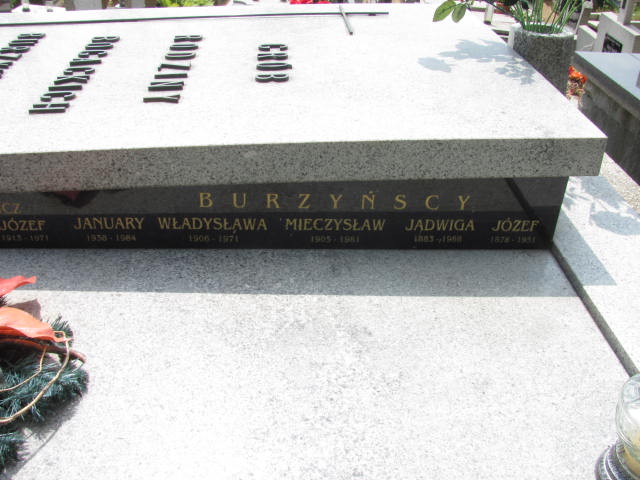 GRÓB
RODZINY
BURZYŃSCY
JÓZEF JANUARY WŁADYSŁAWA MIECZYSŁAW JADWIGA JÓZEF
1913-1971 1938-1984 1906-1971 1905-1981 1883-1968 1878-1951